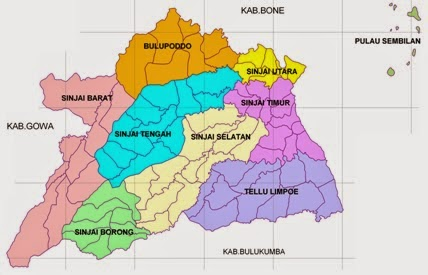 KAB.BONE
PULAU SEMBILAN
BULUPODDO
SINJAI UTARA
SINJAI BARAT
SINJAI TIMUR
KAB.GOWA
SINJAI TENGAH
SINJAI SELATAN
TELLU LIMPOE
SINJAI BORONG
KAB.BULUKUMBA